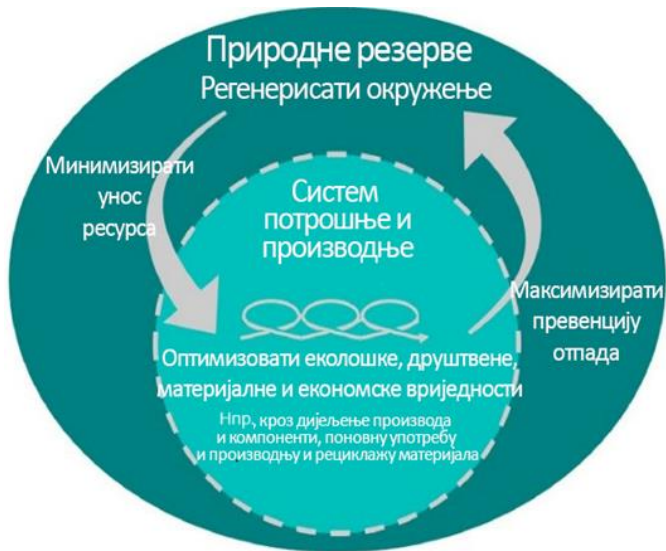 Природне резерве
Регенерисати окружење
Минимизирати
унос
ресурса
Систем
потрошње и
производње
Максимизирати
превенцију
отпада
Оптимизовати еколошке, друштвене,
материјалне и економске вриједности
Нпр, кроз дијељење производа
и компоненти, поновну употребу
и производњу и рециклажу материјала